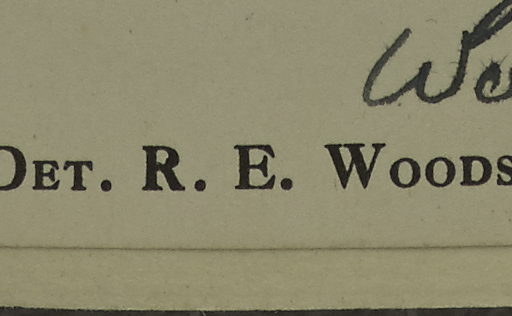 DET. R. E. WOODS